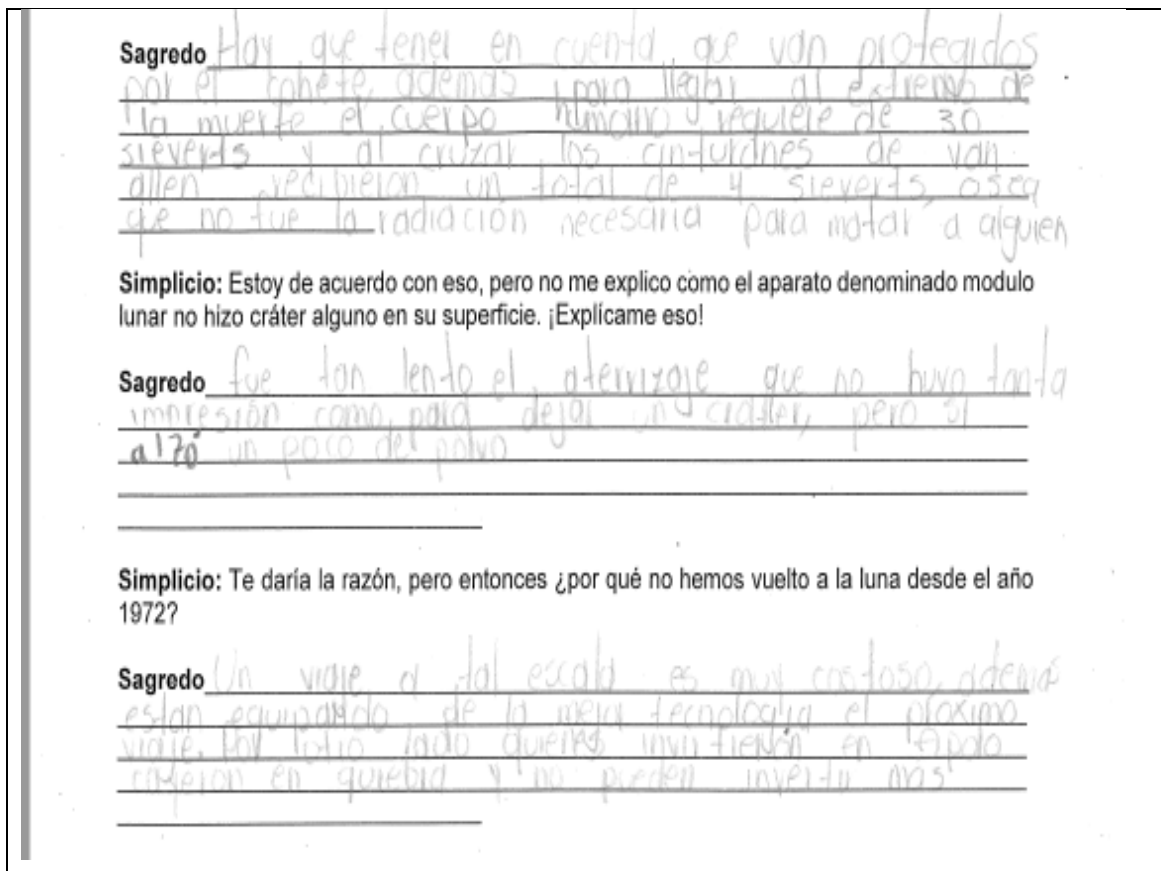 Sagredo Hay que tener en cuenta que van protegidos
por el cohete, además para llegar al extremo de
la muerte el cuerpo humano requiere de 30
sieverts y al cruzar los cinturones de van
allen recibieron un total de 4 sieverts, osea
que no fue la radiación necesaria para matar a alguien
Simplicio: Estoy de acuerdo con eso, pero no me explico como el aparato denominado modulo
lunar no hizo cráter alguno en su superficie. ¡Explícame eso!
Sagredo fue tan lento el aterrizaje que no huvo tanta
impresión como para dejar un cráter, pero si
alzó un poco del polvo
Simplicio: Te daría la razón, pero entonces ¿por qué no hemos vuelto a la luna desde el año
1972?
Sagredo Un viaje a tal escala es muy costoso, ademas
estan equipando de la mejor tecnología el próximo
viaje. Por otro lado quienes invirtierón en Apolo
cayeron en quiebra y no pueden invertir mas